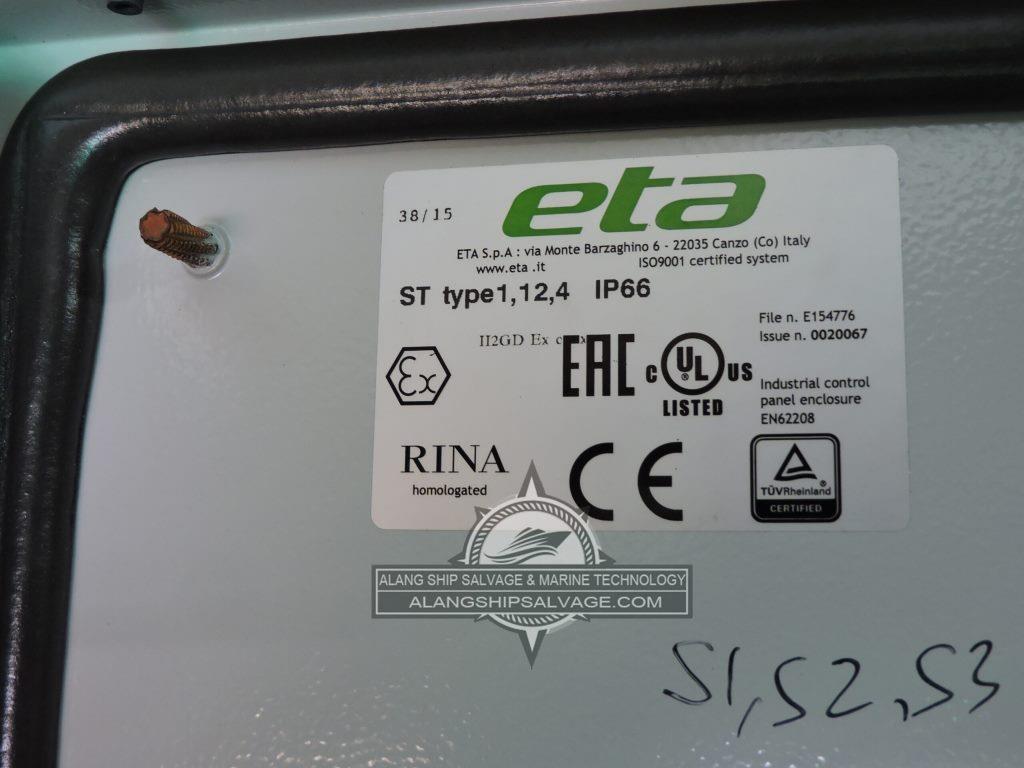 38/15
eta
ETA S.p.A : via Monte Barzaghino 6 - 22035 Canzo (Co) Italy
www.eta .it ISO9001 certified system
ST type1,12,4 IP66
File n. E154776
Issue n. 0020067
II2GD Ex
Ex
EAC
c UL ® US
LISTED
Industrial control
panel enclosure
EN62208
RINA
homologated
CE
TÜVRheinland®
CERTIFIED
ALANG SHIP SALVAGE & MARINE TECHNOLOGY
ALANGSHIPSALVAGE.COM
S1,S2,S3